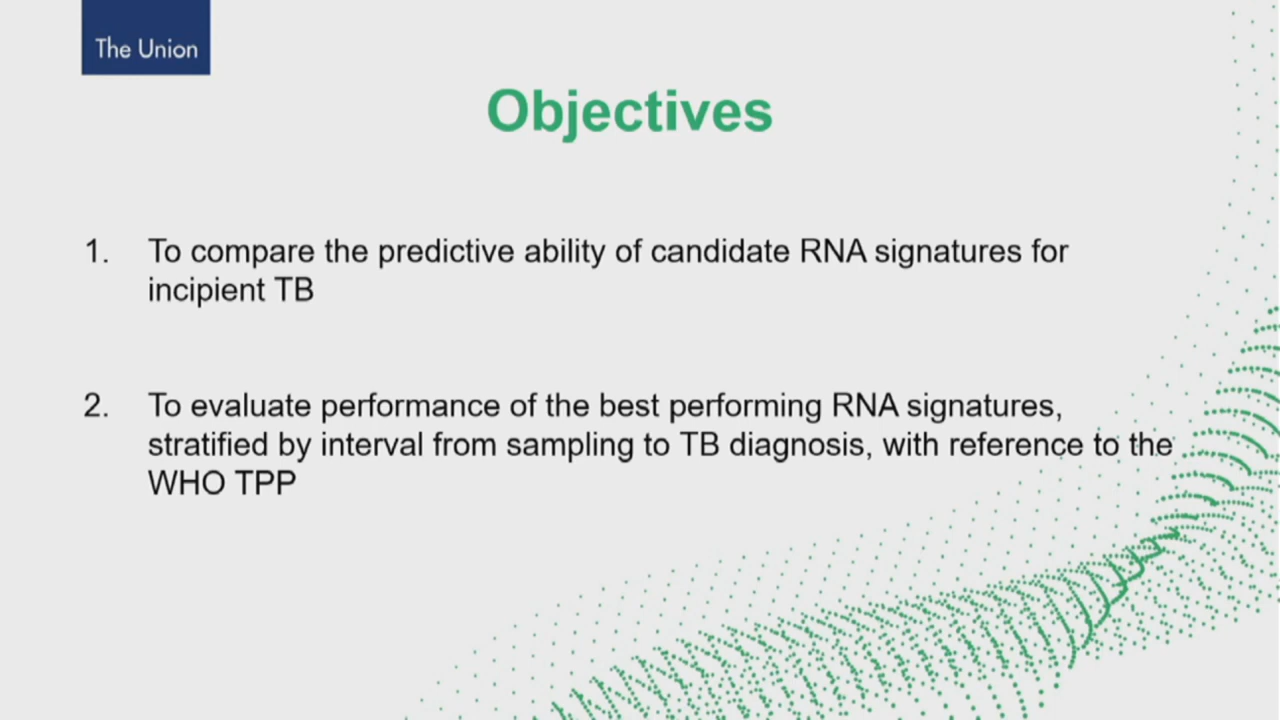 The Union
Objectives
1. To compare the predictive ability of candidate RNA signatures for
incipient TB
2. To evaluate performance of the best performing RNA signatures,
stratified by interval from sampling to TB diagnosis, with reference to the
WHO TPP